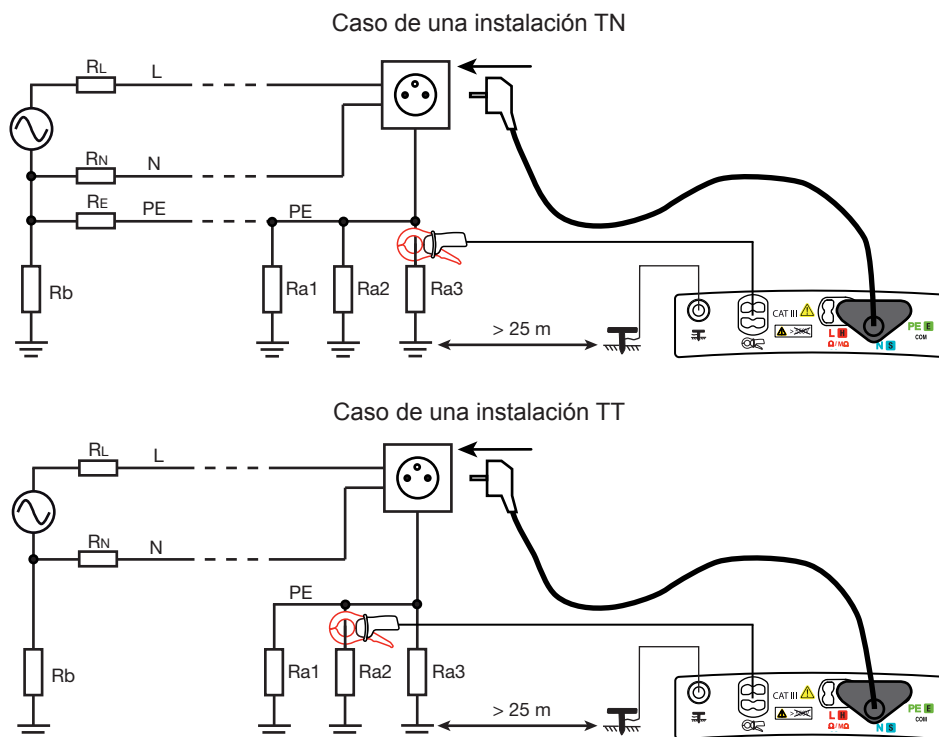 Caso de una instalación TN
RL
L
RN
N
RE
PE
PE
Rb
Ra1
Ra2
Ra3
> 25 m
CAT III
L H
Ω/MΩ
N S
PE E
COM
Caso de una instalación TT
RL
L
RN
N
PE
Rb
Ra1
Ra2
Ra3
> 25 m
CAT III
L H
Ω/MΩ
N S
PE E
COM